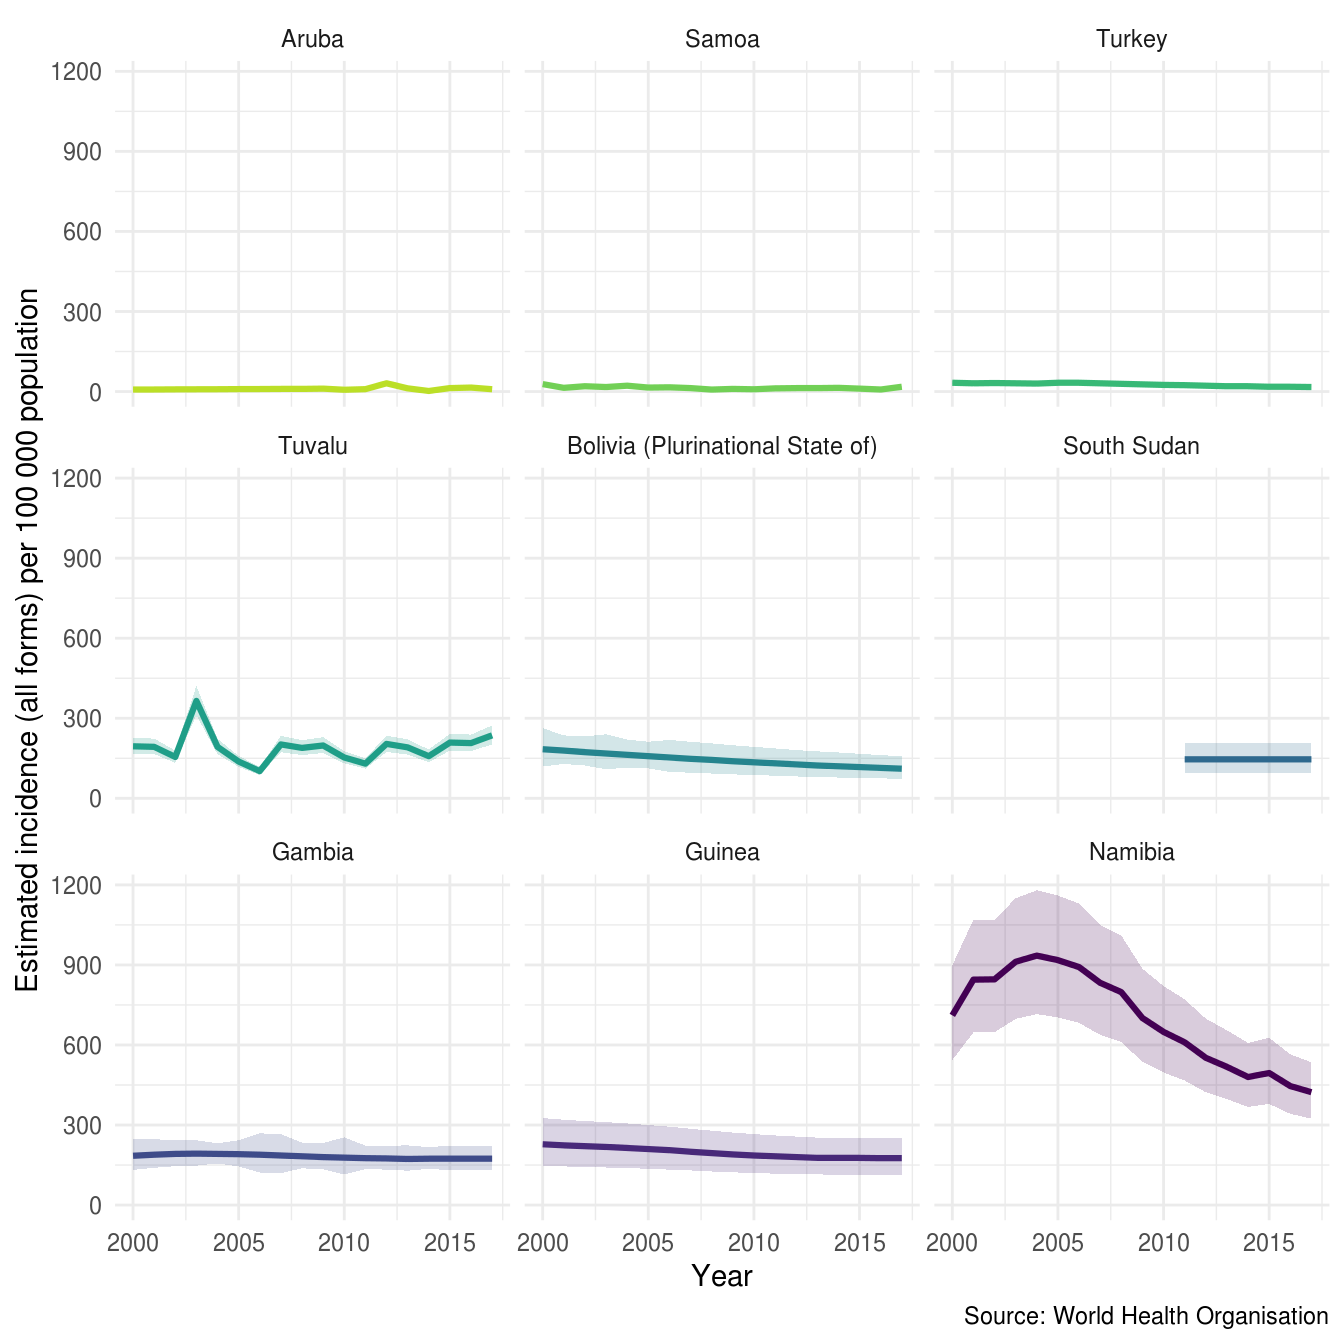 Aruba
Samoa
Turkey
1200
900
600
300
0
Tuvalu
Bolivia (Plurinational State of)
South Sudan
1200
900
600
300
0
Gambia
Guinea
Namibia
1200
900
600
300
0
2000 2005 2010 2015
2000 2005 2010 2015
2000 2005 2010 2015
Year
Estimated incidence (all forms) per 100 000 population
Source: World Health Organisation